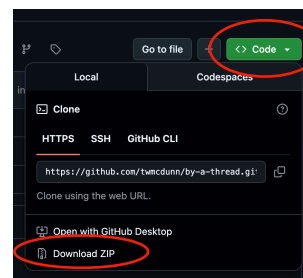 Go to file
+
<> Code
Local
Codespaces
in
Clone
HTTPS
SSH
GitHub CLI
https://github.com/twmcdunn/by-a-thread.gi
Clone using the web URL.
Open with GitHub Desktop
Download ZIP